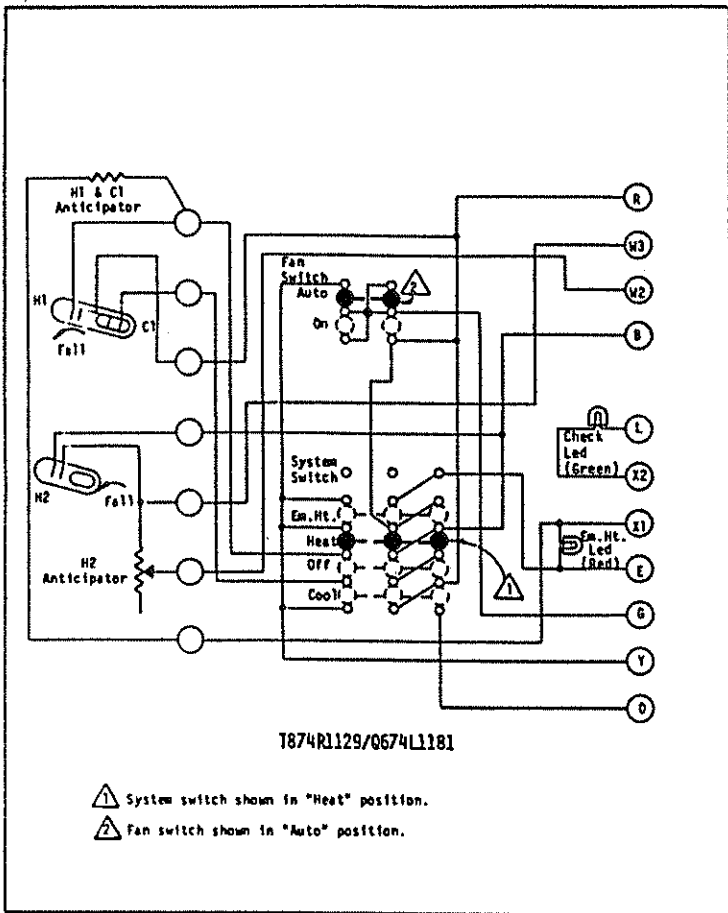 H1 & C1
Anticipator
H1
C1
Fall
H2
Fall
H2
Anticipator
Fan
Switch
Auto
On
2
System
Switch
Em.Ht.
Heat
Off
Cool
1
R
W3
W2
B
L
Check
Led
(Green)
X2
X1
Em.Ht.
Led
(Red)
E
G
Y
O
T874R1129/Q674L1181
1 System switch shown in "Heat" position.
2 Fan switch shown in "Auto" position.